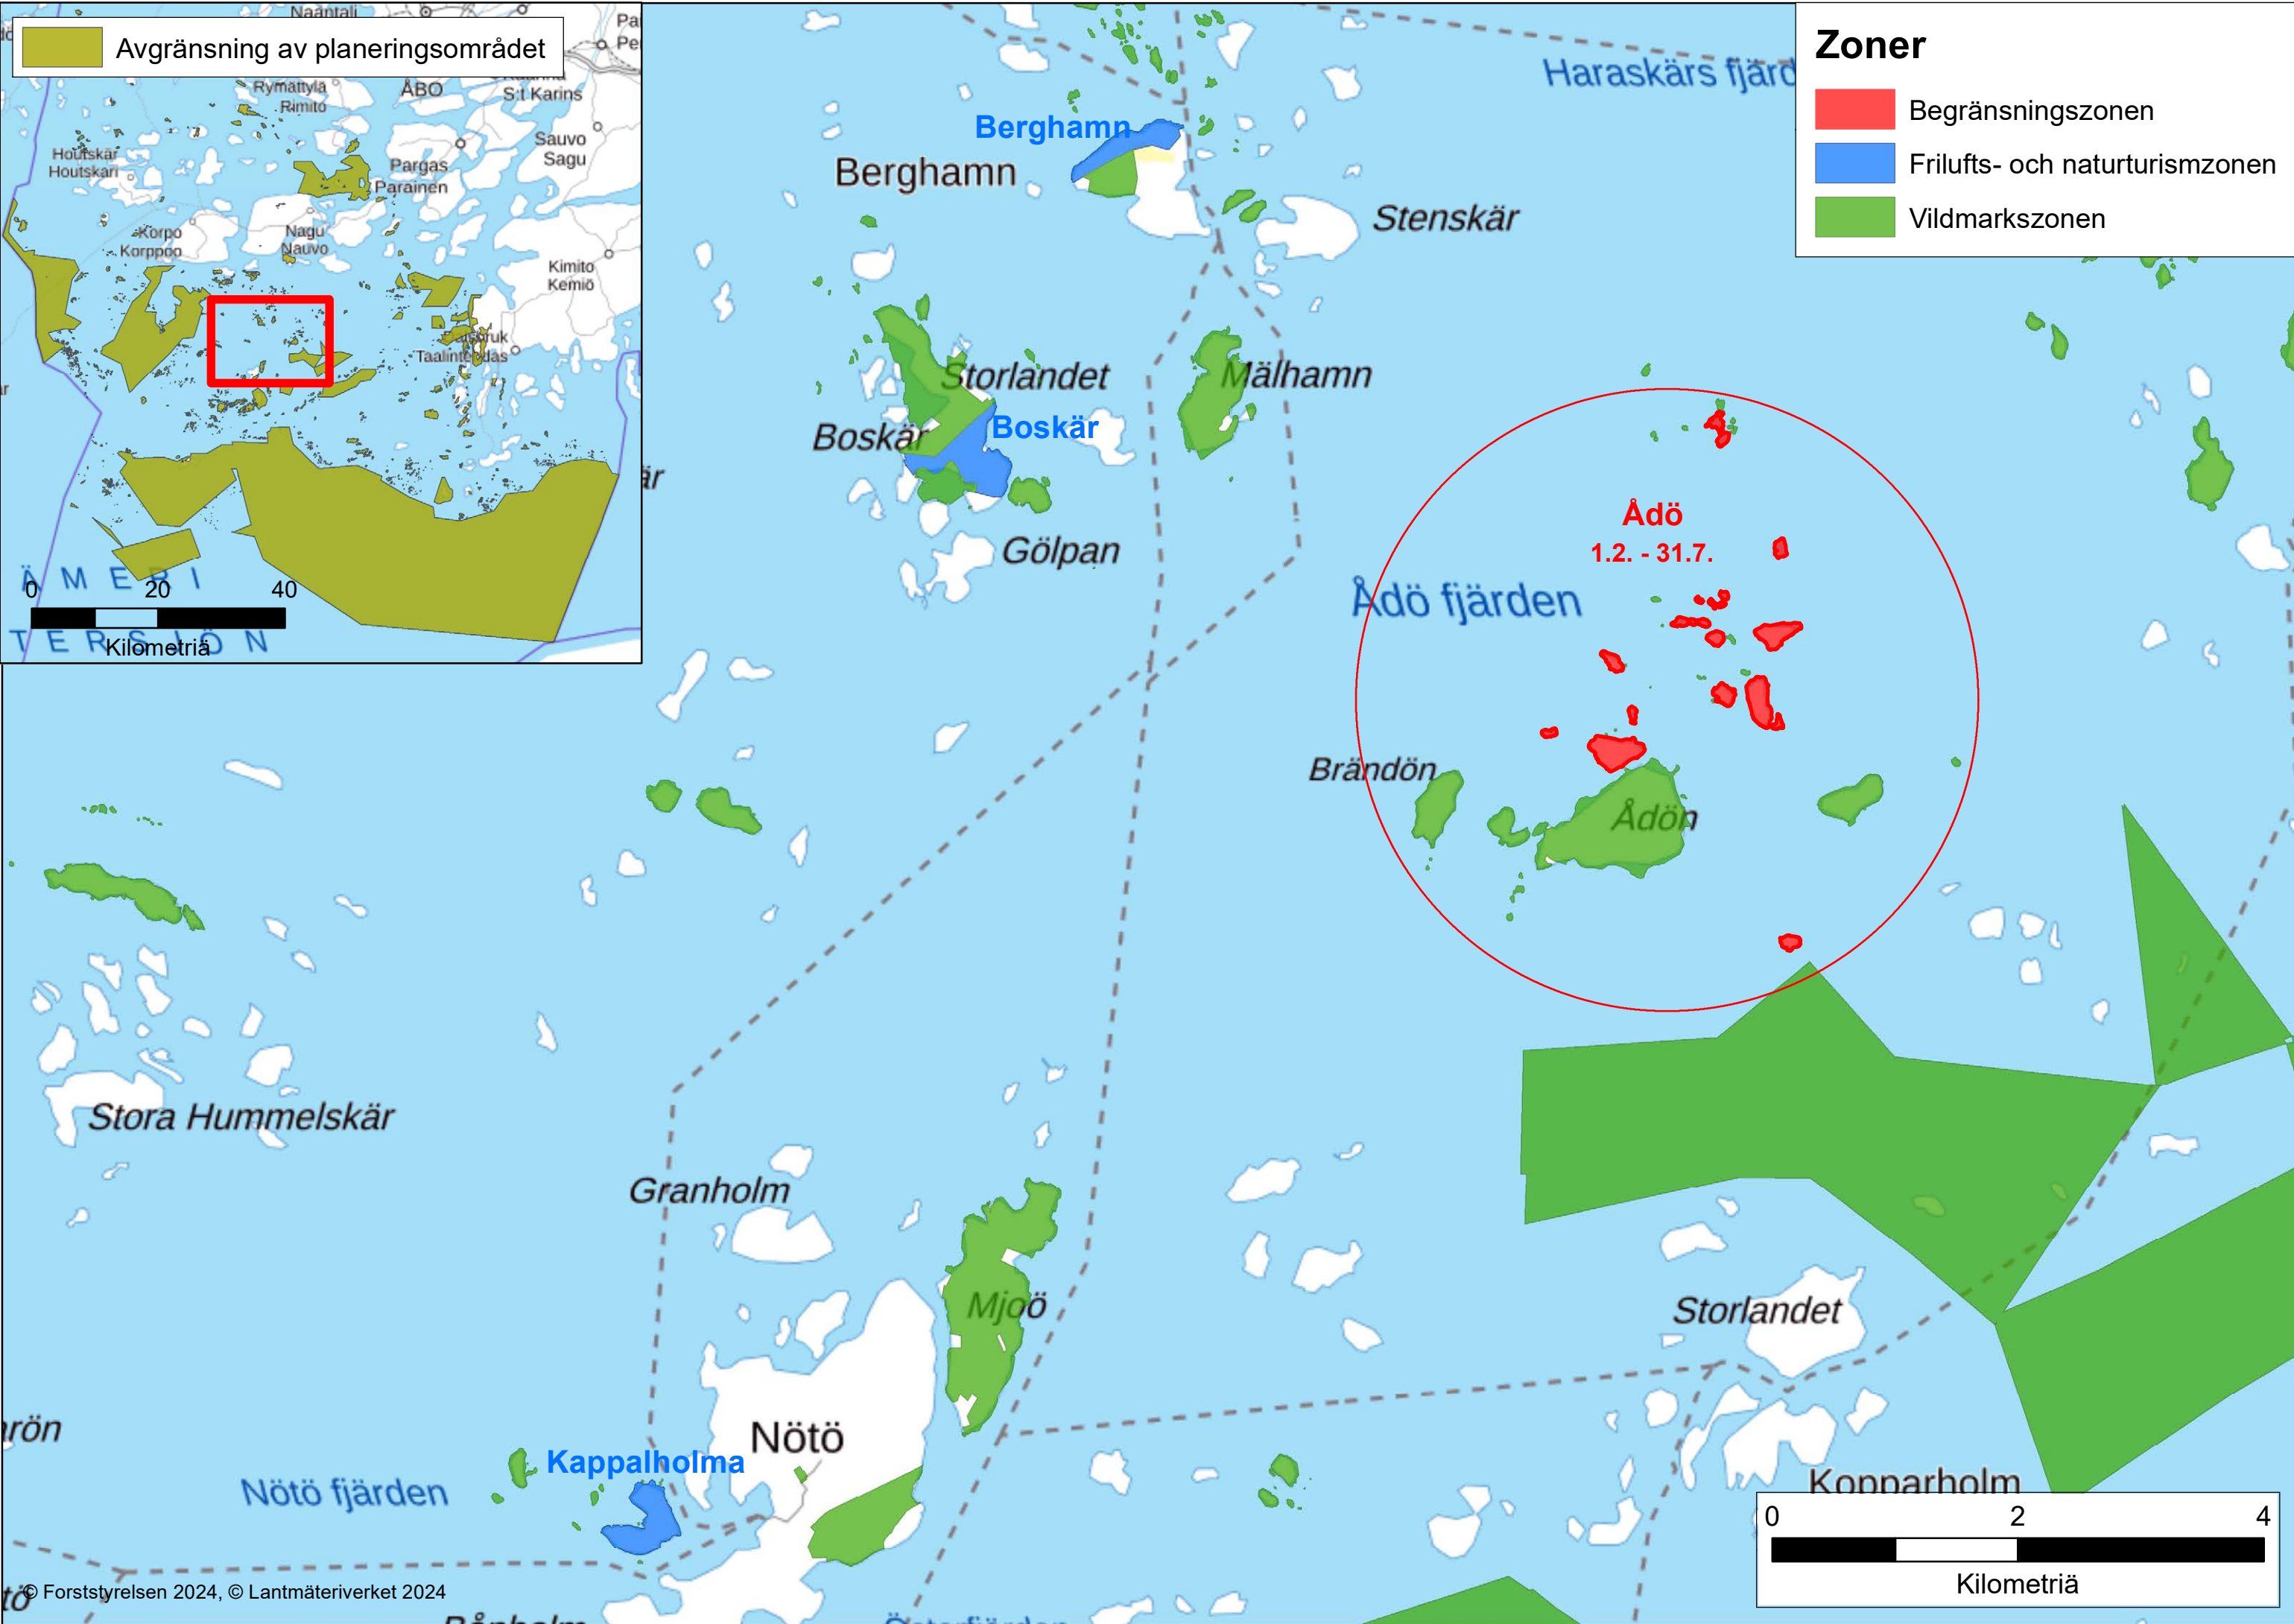 Avgränsning av planeringsområdet
Naantali
Rymättylä
Rimito
ÅBO
S:t Karins
Sauvo
Sagu
Houtskär
Houtskari
Pargas
Parainen
Korpo
Korppoo
Nagu
Nauvo
Kimito
Kemiö
0 20 40
Kilometriä
Zoner
Begränsningszonen
Frilufts- och naturturismzonen
Vildmarkszonen
Haraskärs fjärd
Berghamn
Berghamn
Stenskär
Storlandet
Mälhamn
Boskär
Boskär
Gölpan
Ådö
1.2. - 31.7.
Ådö fjärden
Brändön
Ådön
Stora Hummelskär
Granholm
Mjoö
Storlandet
Nötö
Kappalholma
Nötö fjärden
Kopparholm
0 2 4
Kilometriä
© Forststyrelsen 2024, © Lantmäteriverket 2024